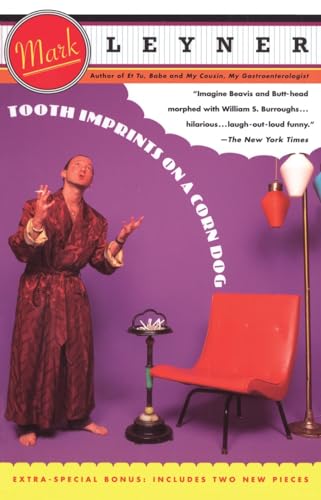 Mark
LEYNER
Author of Et Tu, Babe and My Cousin, My Gastroenterologist
"Imagine Beavis and Butt-head
morphed with William S. Burroughs...
hilarious...laugh-out-loud funny."
—The New York Times
TOOTH IMPRINTS ON A CORN DOG
EXTRA-SPECIAL BONUS: INCLUDES TWO NEW PIECES